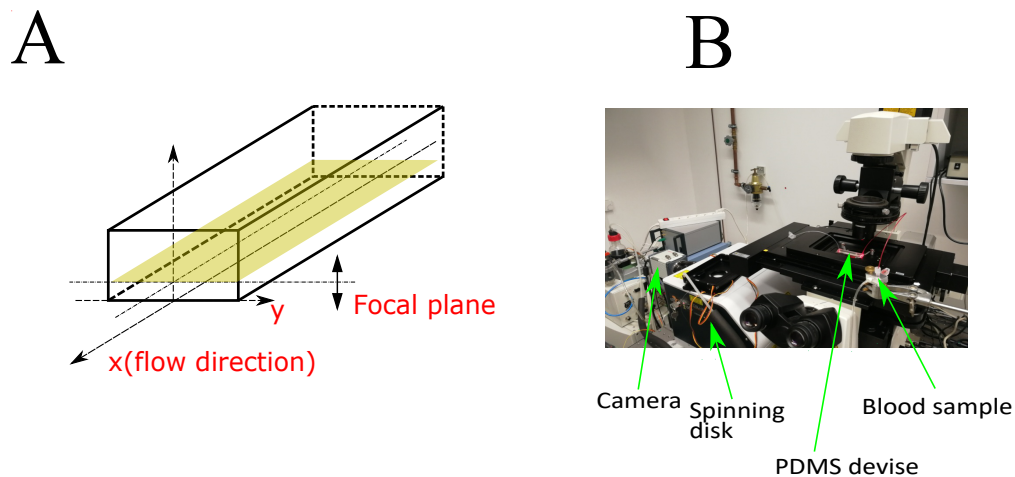 A
B
Focal plane
y
x(flow direction)
Camera
Spinning
disk
Blood sample
PDMS devise